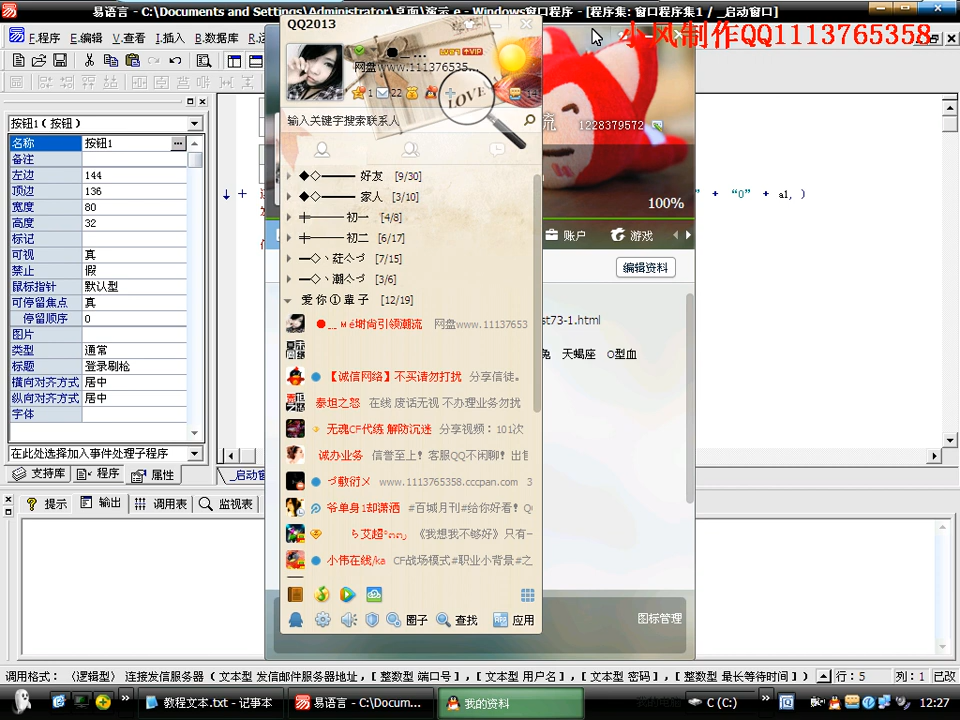 易语言 - C:\Documents and Settings\Administrator\桌面\演示.e - Windows窗口程序 - [程序集: 窗口程序集1 / _启动窗口]
小风制作QQ1113765358
F.程序 E.编辑 V.查看 I.插入 B.数据库
按钮1 ( 按钮 )
名称 按钮1
备注
左边 144
顶边 136
宽度 80
高度 32
标记
可视 真
禁止 假
鼠标指针 默认型
可停留焦点 真
停留顺序 0
图片
类型 通常
标题 登录刷枪
横向对齐方式 居中
纵向对齐方式 居中
字体
在此处选择加入事件处理子程序
支持库 程序 属性
提示 输出 调用表 监视表
QQ2013
网盘www.111376535...
1 22
LOVE
输入关键字搜索联系人
好友 [9/30]
家人 [3/10]
初一 [4/8]
初二 [6/17]
[7/15]
[3/6]
爱你①辈子 [12/19]
时尚引领潮流 网盘www.11137653
【诚信网络】不买请勿打扰 分享信徒。
泰坦之怒 在线 废话无视 不办理业务勿扰
无魂CF代练 解防沉迷 分享视频：101次
诚办业务 信誉至上！客服QQ不闲聊！出售
www.1113765358.cccpan.com 3
爷单身1却潇洒 #百城月刊#给你好看！
《我想我不够好》只有一
小伟在线/ka CF战场模式#职业小背景#之
圈子 查找 应用
1228379572
100%
账户 游戏
编辑资料
st73-1.html
兔 天蝎座 O型血
图标管理
” + “0” + a1, )
_启动窗
调用格式： 〈逻辑型〉 连接发信服务器 ( 文本型 发信邮件服务器地址，[ 整数型 端口号 ] ，[ 文本型 用户名 ] ，[ 文本型 密码 ] ，[ 整数型 最长等待时间 ] )
行：5 列：1 已改
教程文本.txt - 记事本
易语言 - C:\Docum...
我的资料
C (C:)
12:27